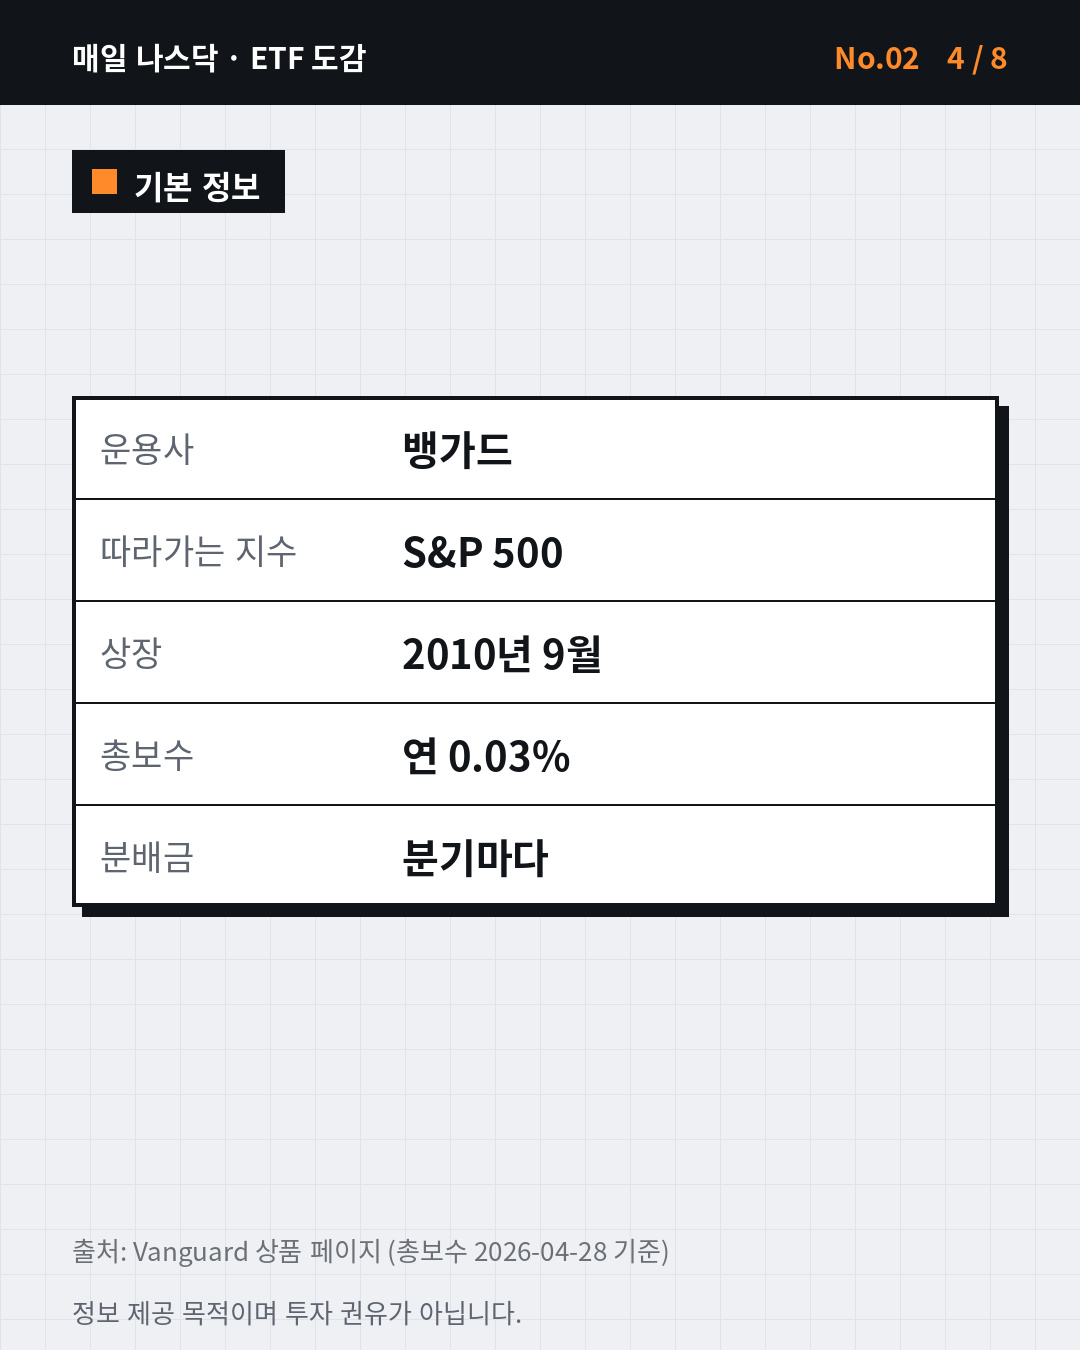 매일 나스닥 · ETF 도감
No.02 4 / 8
기본 정보
운용사 뱅가드
따라가는 지수 S&P 500
상장 2010년 9월
총보수 연 0.03%
분배금 분기마다
출처: Vanguard 상품 페이지 (총보수 2026-04-28 기준)
정보 제공 목적이며 투자 권유가 아닙니다.